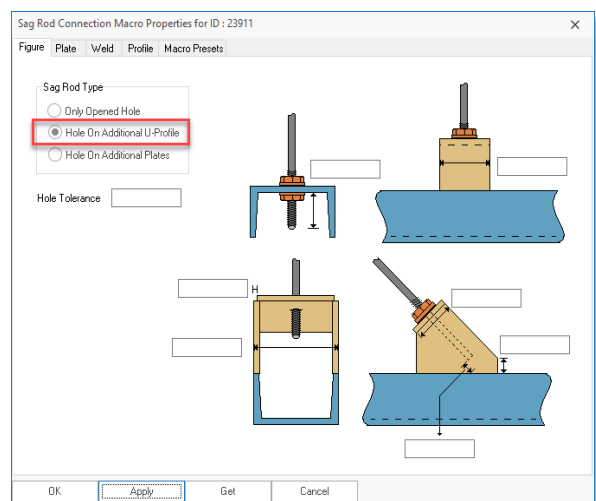 Sag Rod Connection Macro Properties for ID : 23911
Figure Plate Weld Profile Macro Presets
Sag Rod Type
Only Opened Hole
Hole On Additional U-Profile
Hole On Additional Plates
Hole Tolerance
H
OK Apply Get Cancel